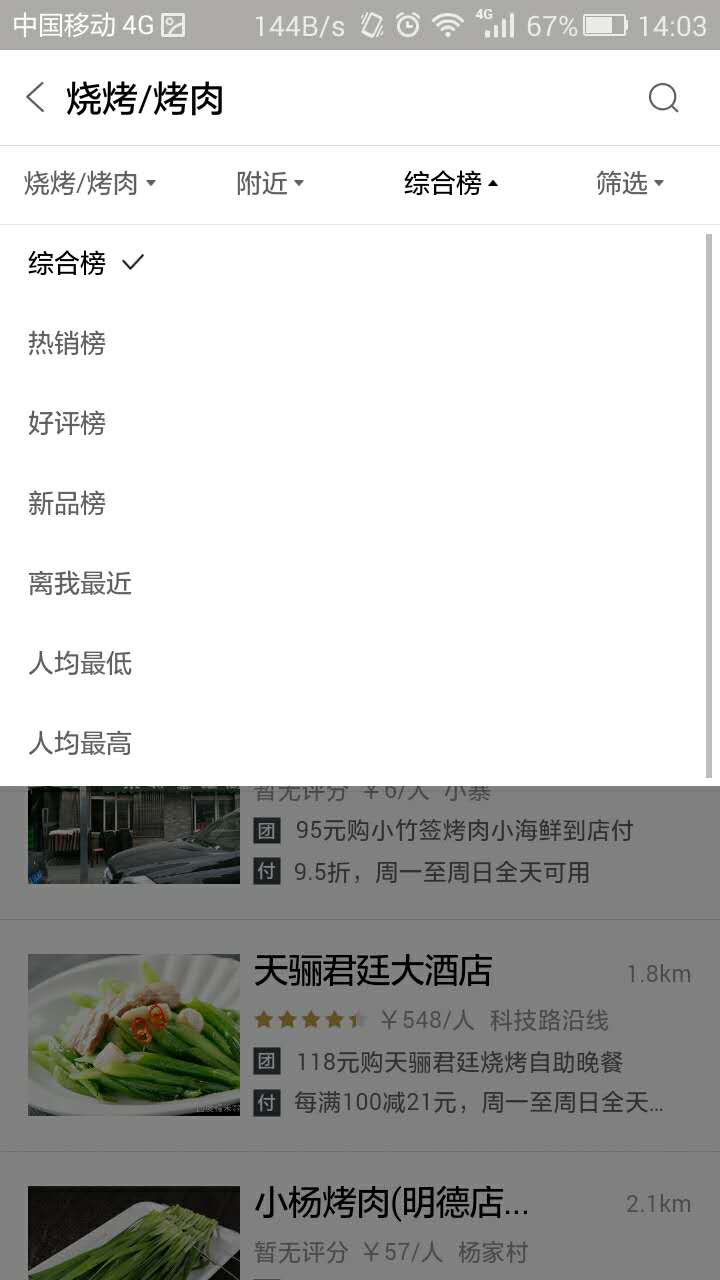 中国移动 4G 144B/s 4G 67% 14:03
烧烤/烤肉
烧烤/烤肉 附近 综合榜 筛选
综合榜
热销榜
好评榜
新品榜
离我最近
人均最低
人均最高
暂无评分 ￥6/人 小寨
团 95元购小竹签烤肉小海鲜到店付
付 9.5折，周一至周日全天可用
天骊君廷大酒店 1.8km
￥548/人 科技路沿线
团 118元购天骊君廷烧烤自助晚餐
付 每满100减21元，周一至周日全天...
小杨烤肉(明德店... 2.1km
暂无评分 ￥57/人 杨家村